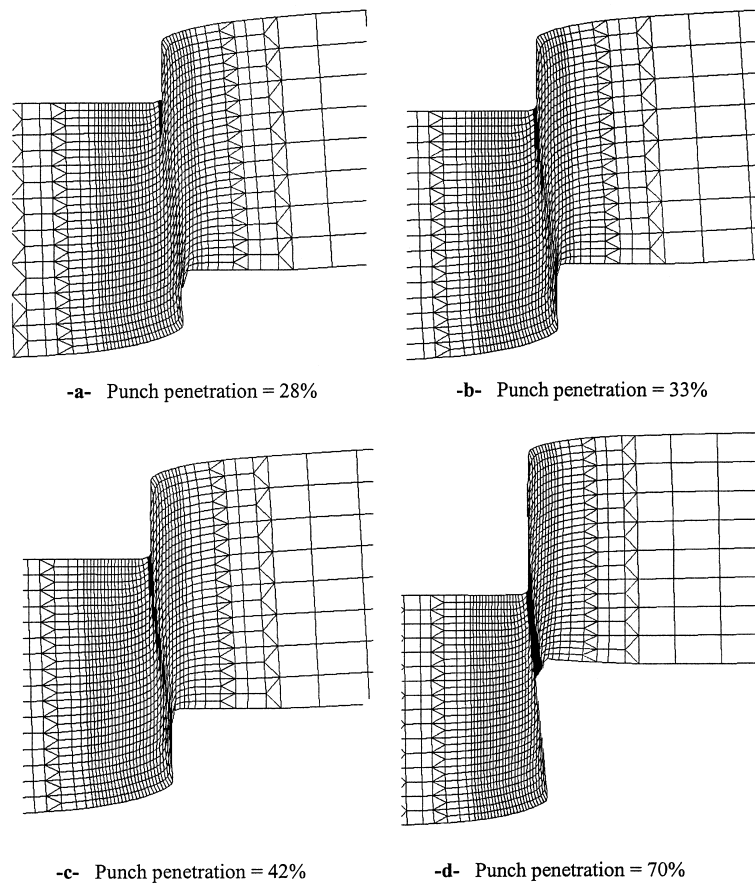 -a- Punch penetration = 28%
-b- Punch penetration = 33%
-c- Punch penetration = 42%
-d- Punch penetration = 70%